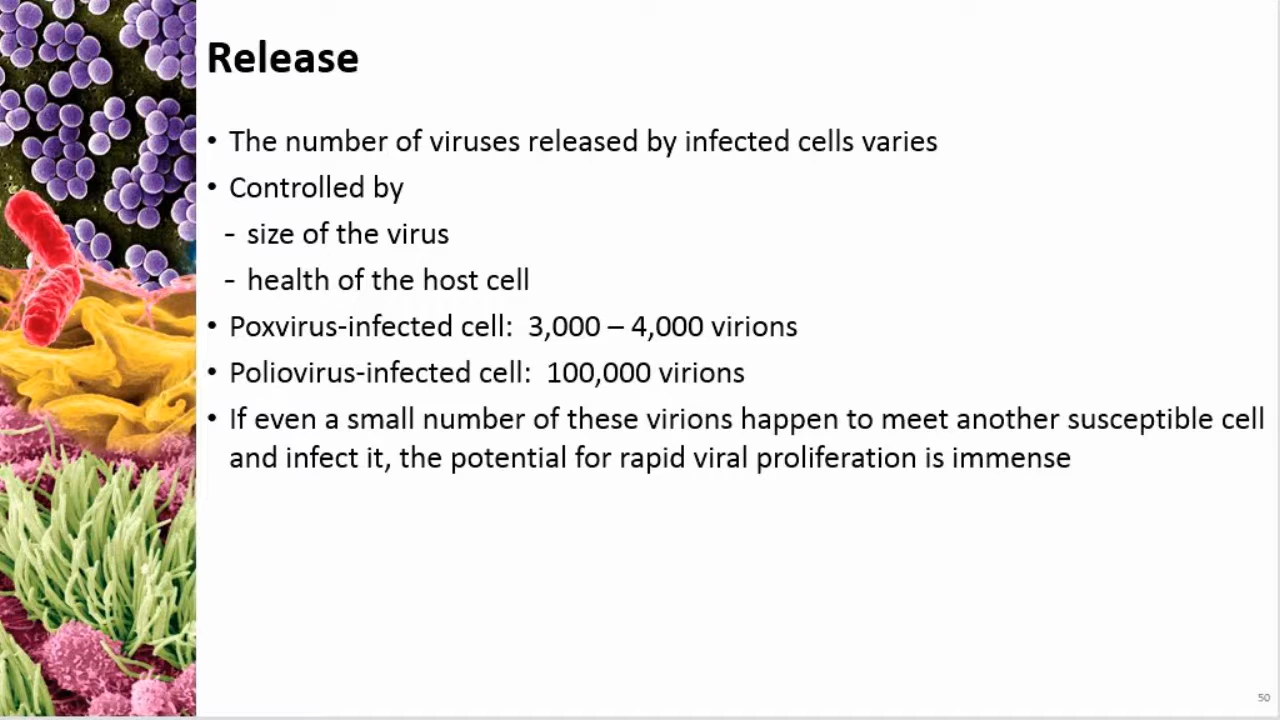 Release
• The number of viruses released by infected cells varies
• Controlled by
- size of the virus
- health of the host cell
• Poxvirus-infected cell:  3,000 – 4,000 virions
• Poliovirus-infected cell:  100,000 virions
• If even a small number of these virions happen to meet another susceptible cell
and infect it, the potential for rapid viral proliferation is immense
50